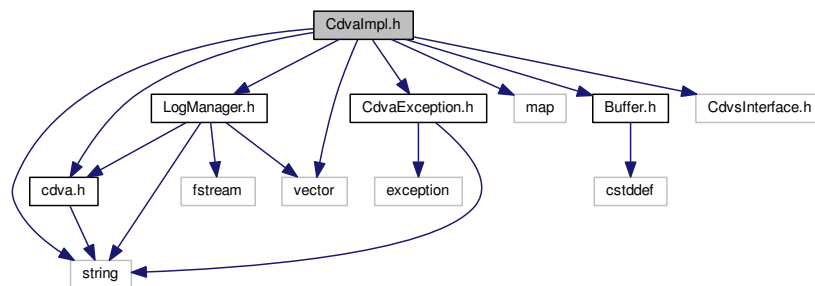 CdvaImpl.h
LogManager.h
CdvaException.h
map
Buffer.h
CdvsInterface.h
cdva.h
fstream
vector
exception
cstddef
string